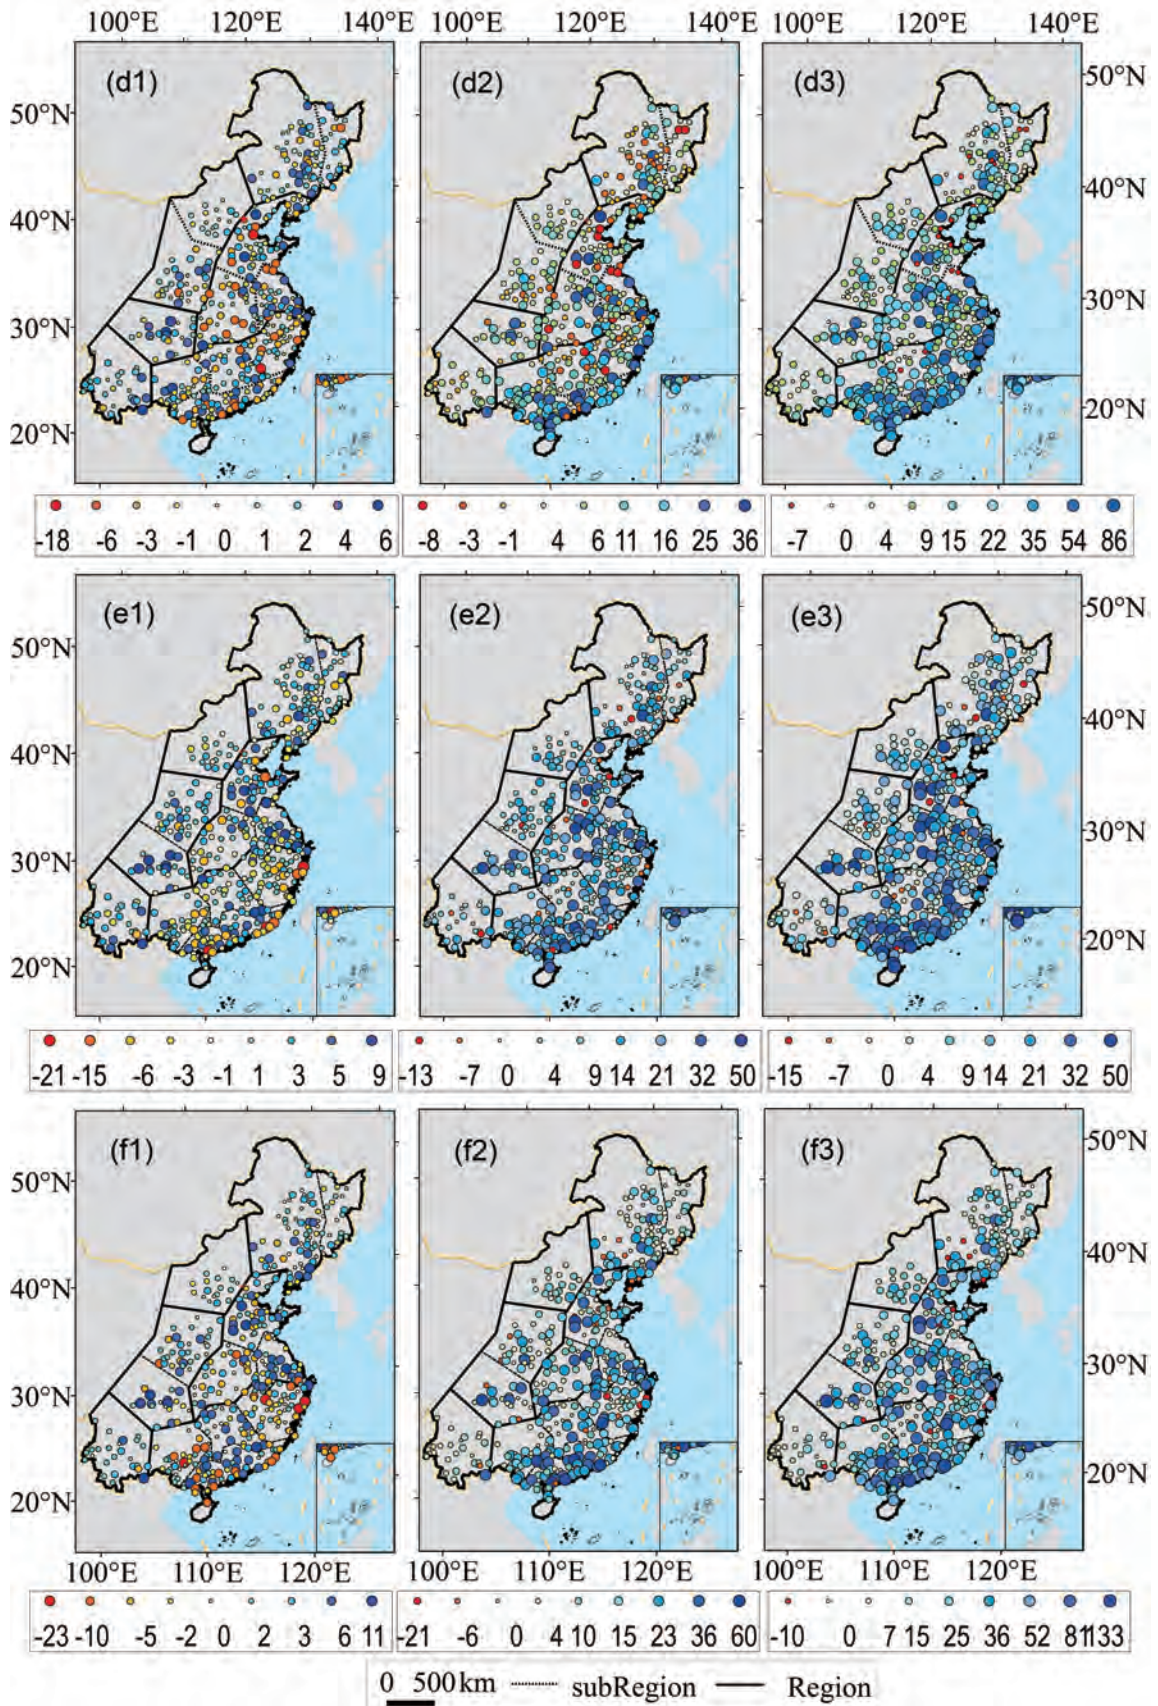 100°E 120°E 140°E 100°E 120°E 140°E 100°E 120°E 140°E
(d1) (d2) (d3)
50°N 50°N
40°N 40°N
30°N 30°N
20°N 20°N
-18 -6 -3 -1 0 1 2 4 6
-8 -3 -1 4 6 11 16 25 36
-7 0 4 9 15 22 35 54 86
(e1) (e2) (e3)
50°N 50°N
40°N 40°N
30°N 30°N
20°N 20°N
-21 -15 -6 -3 -1 1 3 5 9
-13 -7 0 4 9 14 21 32 50
-15 -7 0 4 9 14 21 32 50
(f1) (f2) (f3)
50°N 50°N
40°N 40°N
30°N 30°N
20°N 20°N
100°E 110°E 120°E 100°E 110°E 120°E 100°E 110°E 120°E
-23 -10 -5 -2 0 2 3 6 11
-21 -6 0 4 10 15 23 36 60
-10 0 7 15 25 36 52 81 133
0 500 km subRegion Region